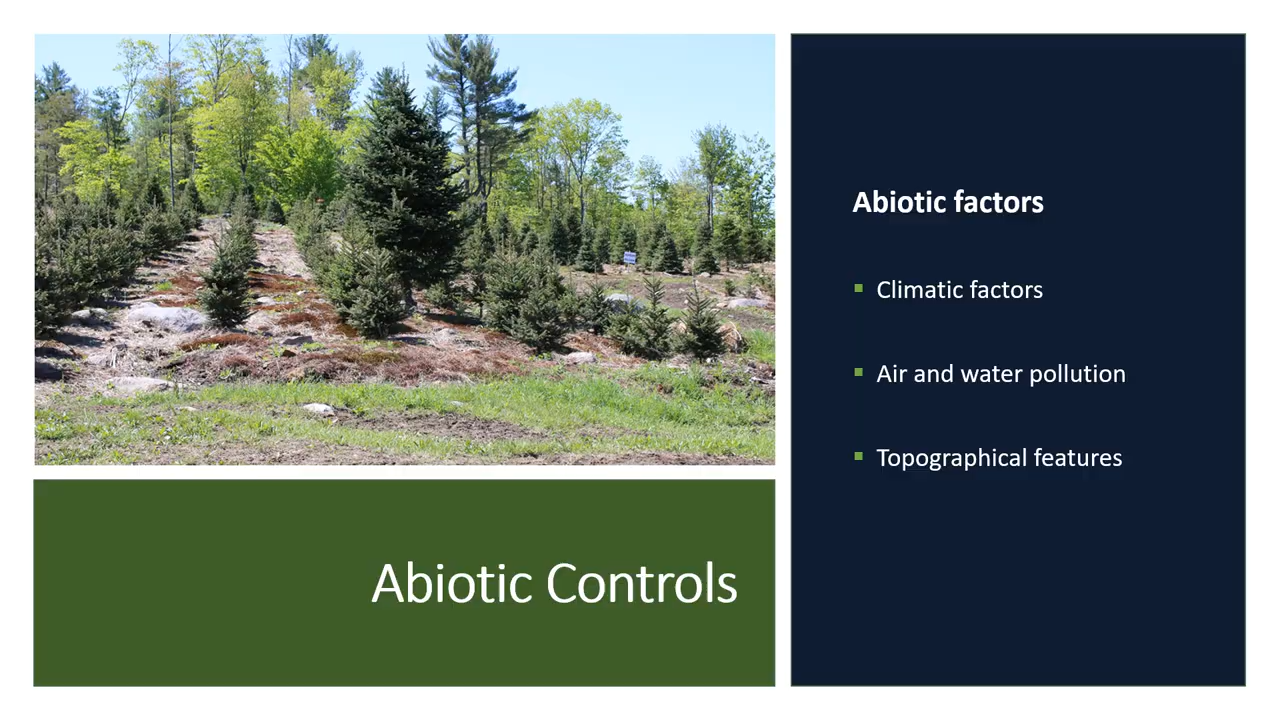 Abiotic Controls
Abiotic factors
Climatic factors
Air and water pollution
Topographical features